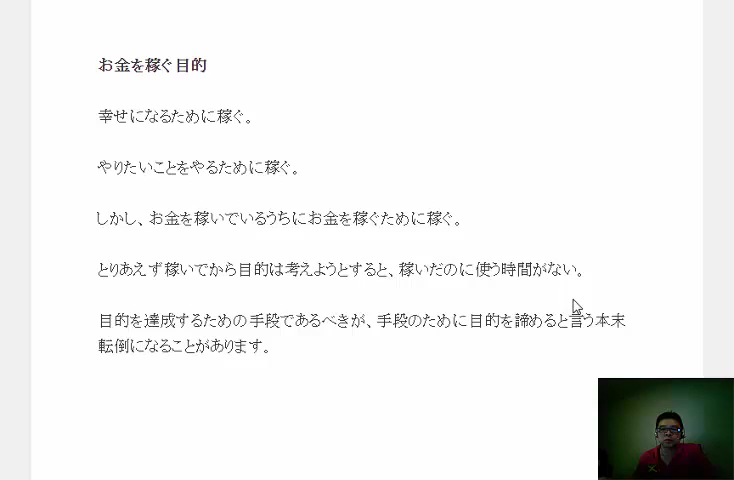 お金を稼ぐ目的
幸せになるために稼ぐ。
やりたいことをやるために稼ぐ。
しかし、お金を稼いでいるうちにお金を稼ぐために稼ぐ。
とりあえず稼いでから目的は考えようとすると、稼いだのに使う時間がない。
目的を達成するための手段であるべきが、手段のために目的を諦めると言う本末
転倒になることがあります。